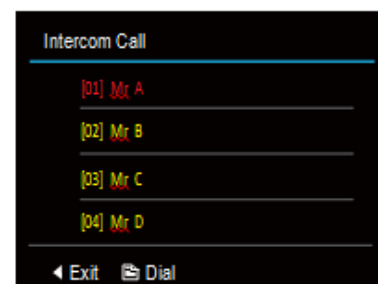 Intercom Call
[01] Mr A
[02] Mr B
[03] Mr C
[04] Mr D
Exit Dial